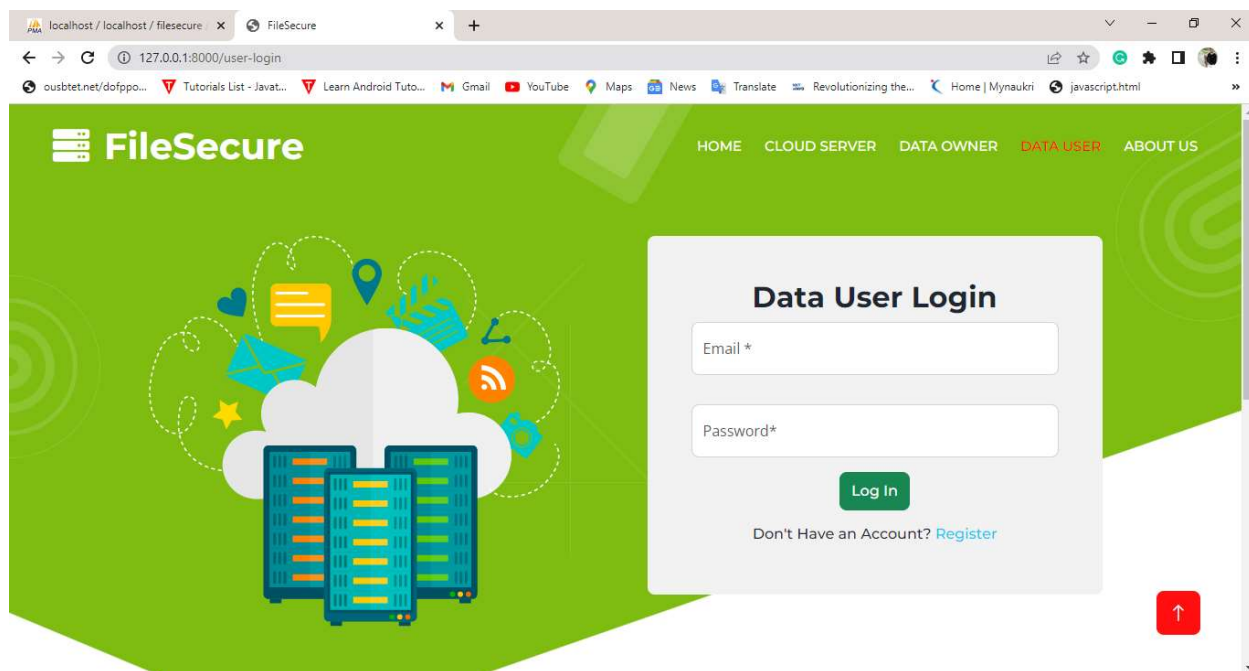 PMA localhost / localhost / filesecure / FileSecure
127.0.0.1:8000/user-login
ousbtet.net/dofppo... Tutorials List - Javat... Learn Android Tuto... Gmail YouTube Maps News Translate Revolutionizing the... Home | Mynaukri javascript.html »
FileSecure HOME CLOUD SERVER DATA OWNER DATA USER ABOUT US
Data User Login
Email *
Password*
Log In
Don't Have an Account? Register